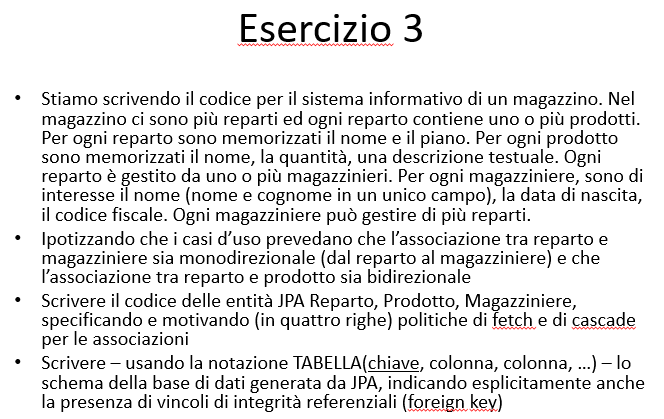 Esercizio 3
• Stiamo scrivendo il codice per il sistema informativo di un magazzino. Nel
magazzino ci sono più reparti ed ogni reparto contiene uno o più prodotti.
Per ogni reparto sono memorizzati il nome e il piano. Per ogni prodotto
sono memorizzati il nome, la quantità, una descrizione testuale. Ogni
reparto è gestito da uno o più magazzinieri. Per ogni magazziniere, sono di
interesse il nome (nome e cognome in un unico campo), la data di nascita,
il codice fiscale. Ogni magazziniere può gestire di più reparti.
• Ipotizzando che i casi d’uso prevedano che l’associazione tra reparto e
magazziniere sia monodirezionale (dal reparto al magazziniere) e che
l’associazione tra reparto e prodotto sia bidirezionale
• Scrivere il codice delle entità JPA Reparto, Prodotto, Magazziniere,
specificando e motivando (in quattro righe) politiche di fetch e di cascade
per le associazioni
• Scrivere – usando la notazione TABELLA(chiave, colonna, colonna, …) – lo
schema della base di dati generata da JPA, indicando esplicitamente anche
la presenza di vincoli di integrità referenziali (foreign key)